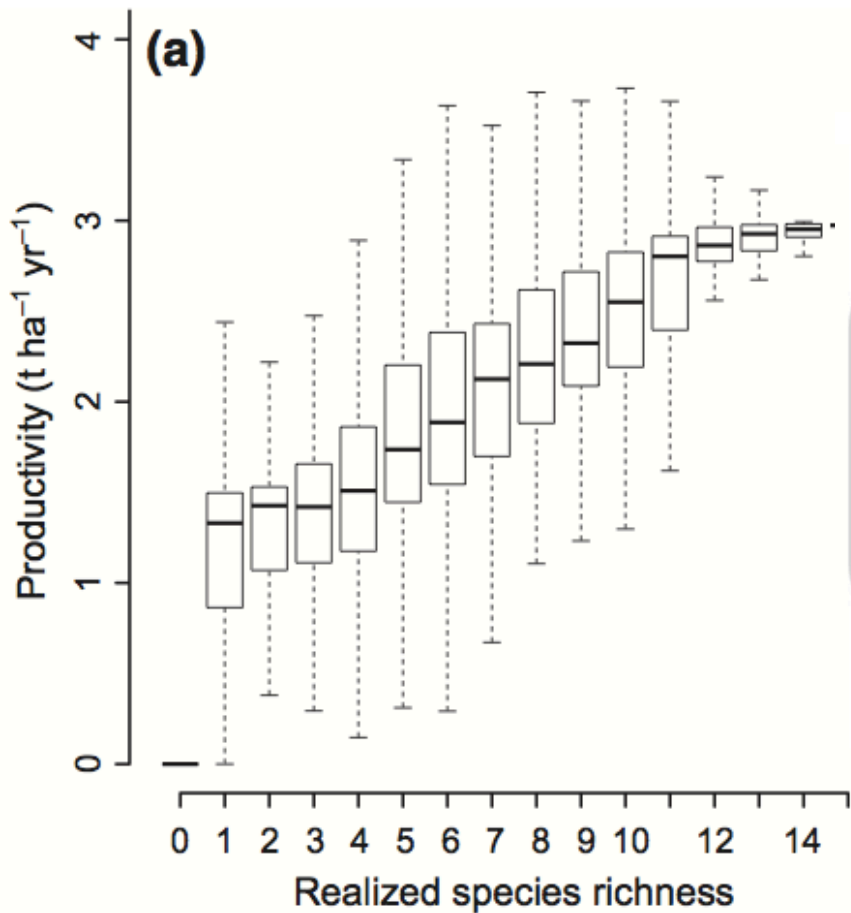 (a)
4
3
2
1
0
Productivity (t ha⁻¹ yr⁻¹)
0 1 2 3 4 5 6 7 8 9 10 12 14
Realized species richness